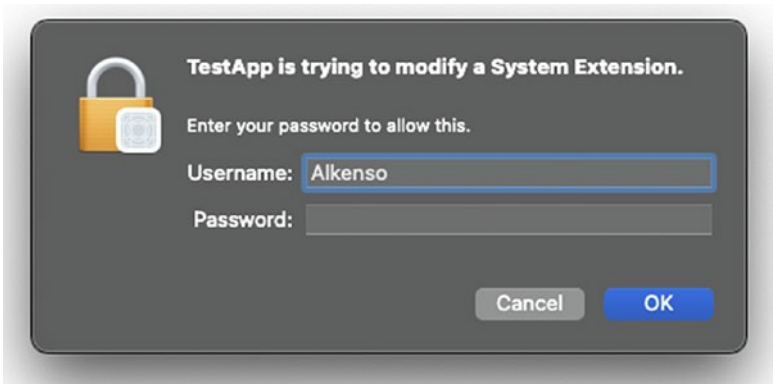 TestApp is trying to modify a System Extension.
Enter your password to allow this.
Username: Alkenso
Password:
Cancel OK